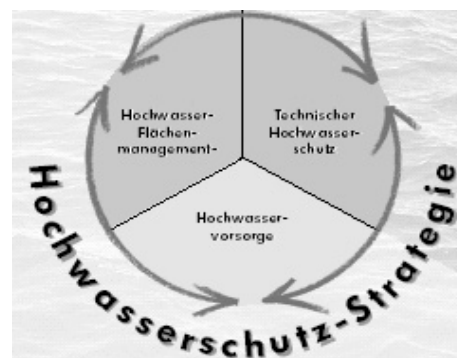 Hochwasser-
Flächen-
management-
Technischer
Hochwasser-
schutz
Hochwasser-
vorsorge
Hochwasserschutz-Strategie